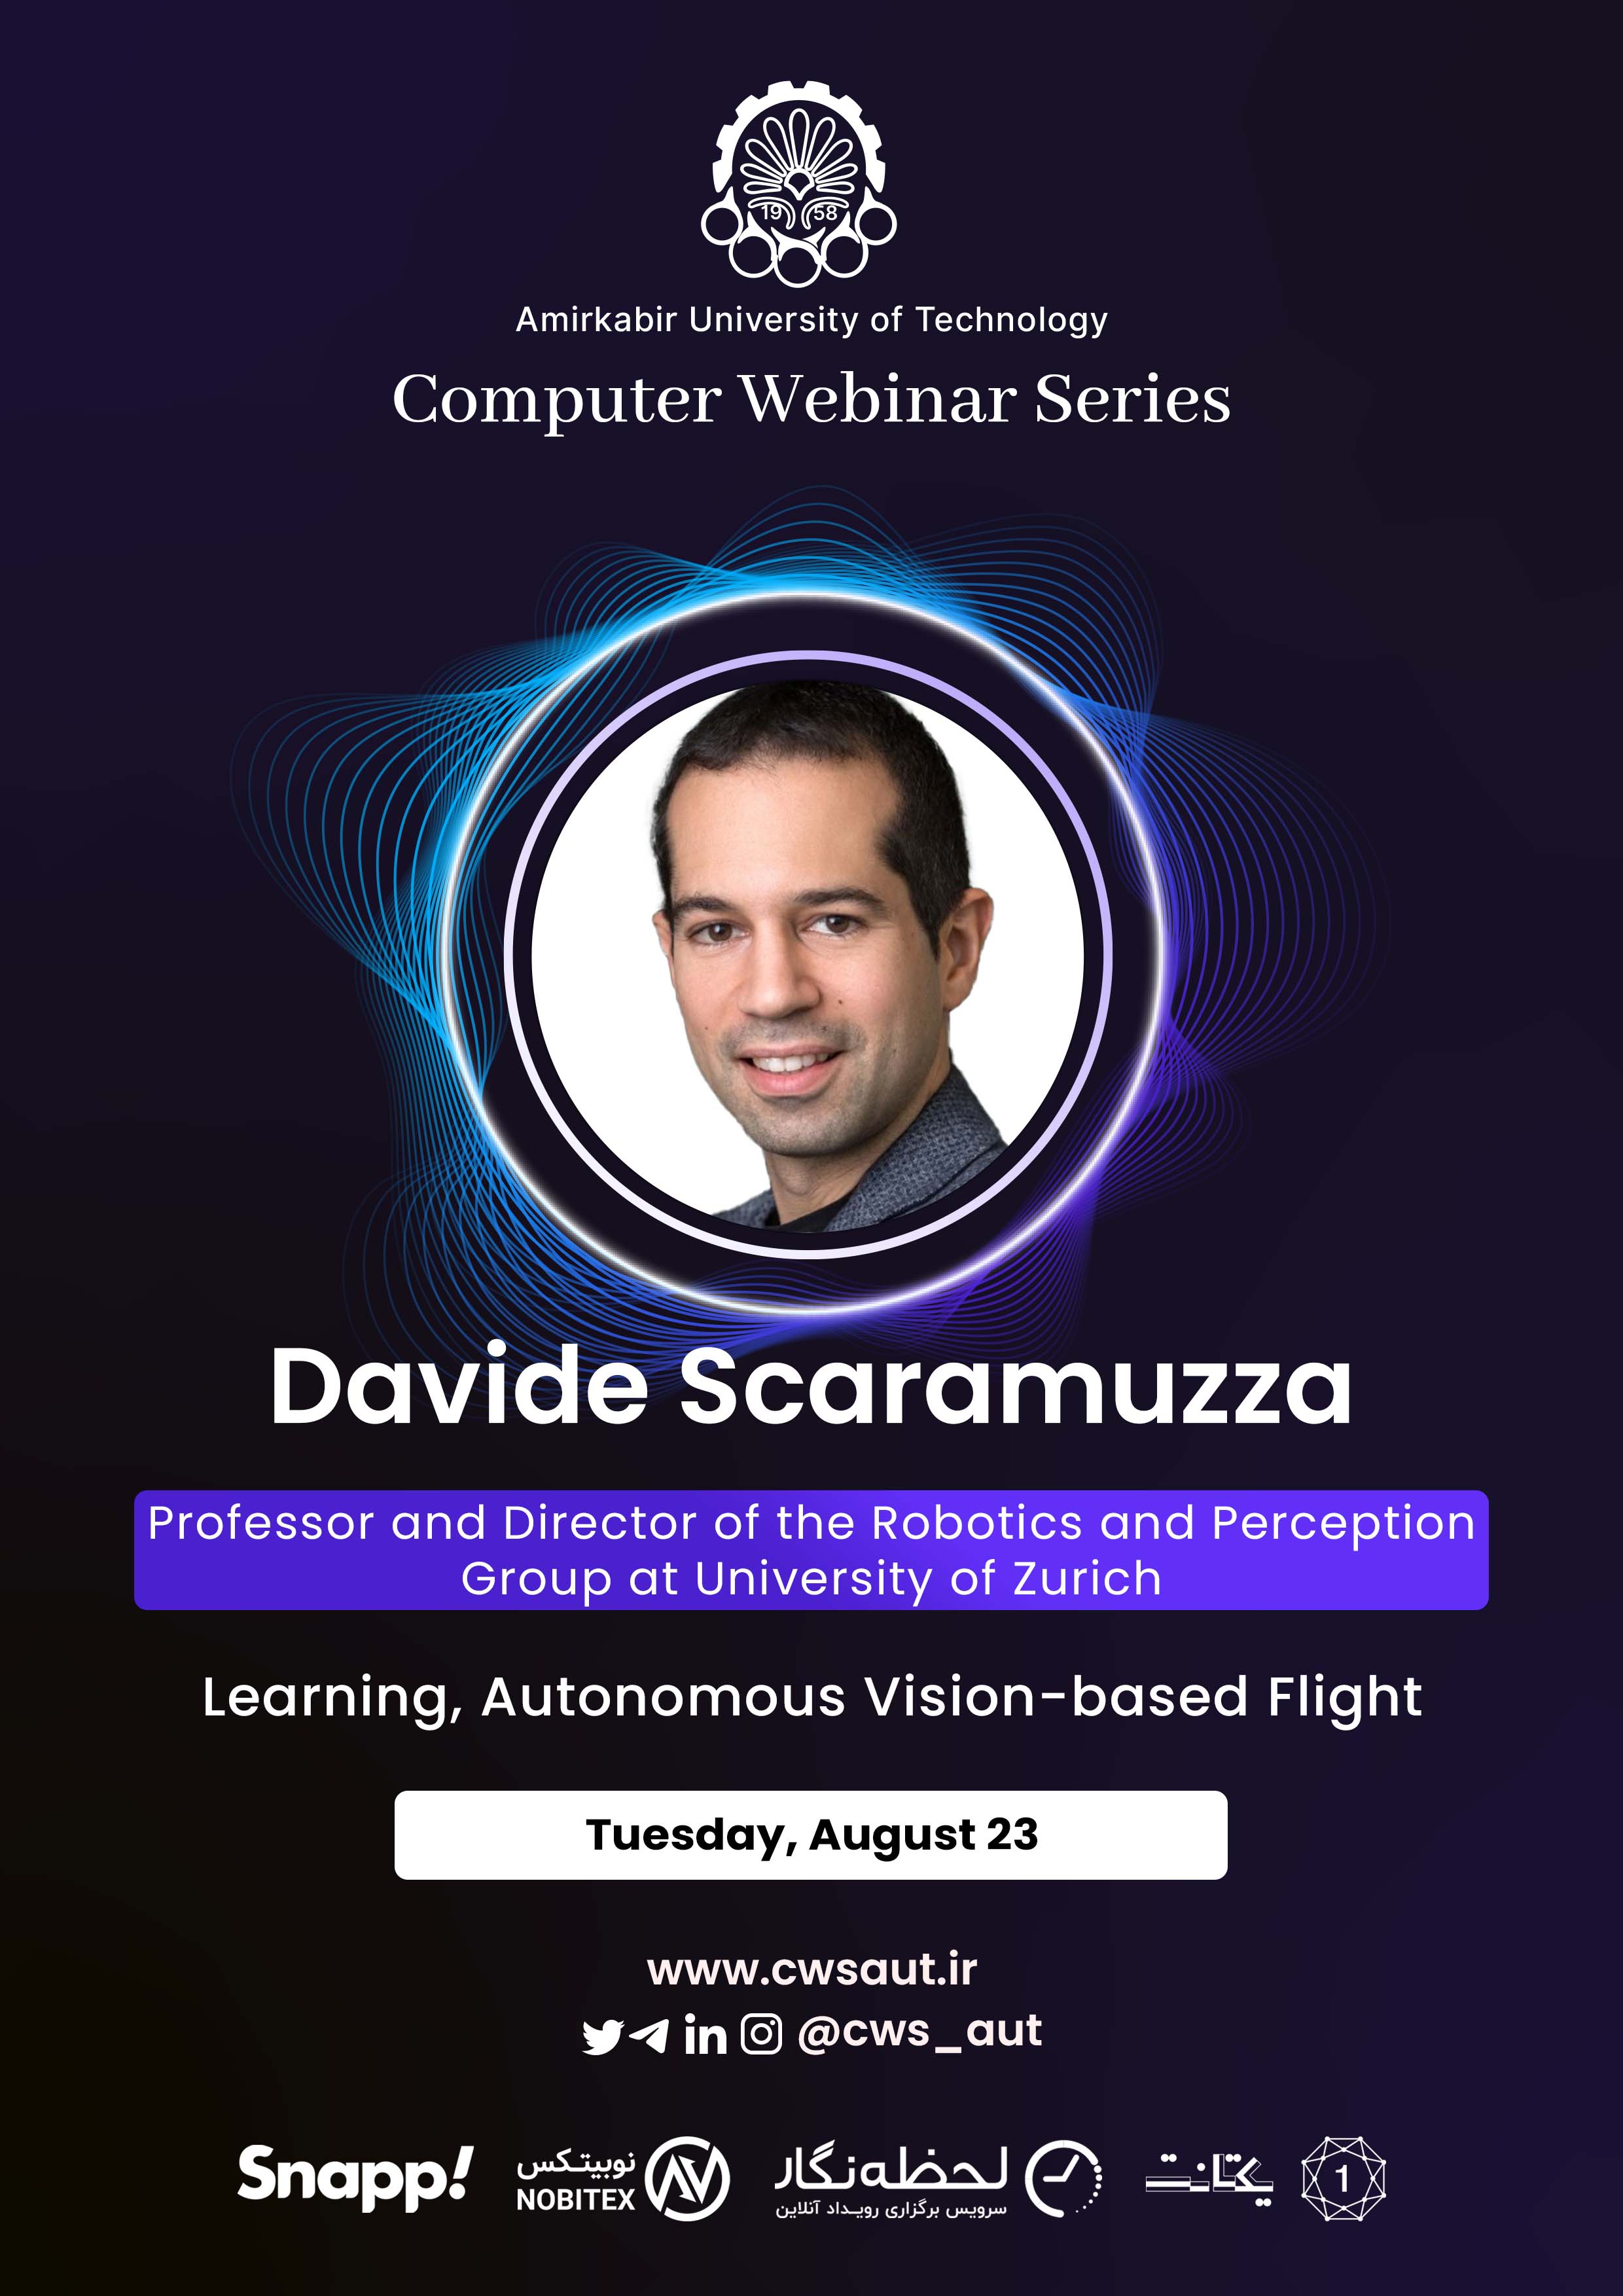 19 58
Amirkabir University of Technology
Computer Webinar Series
Davide Scaramuzza
Professor and Director of the Robotics and Perception
Group at University of Zurich
Learning, Autonomous Vision-based Flight
Tuesday, August 23
www.cwsaut.ir
in @cws_aut
Snapp!
نوبیتکس
NOBITEX
لحظه‌نگار
سرویس برگزاری رویداد آنلاین
یکتانت
1